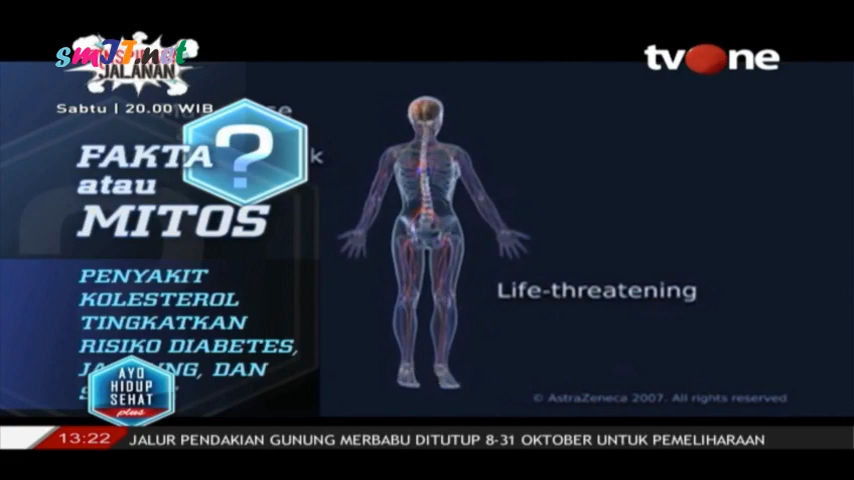 smJT.net
JALANAN
Sabtu | 20.00 WIB
tvOne
?
FAKTA
atau
MITOS
PENYAKIT
KOLESTEROL
TINGKATKAN
RISIKO DIABETES,
DAN
AYO
HIDUP
SEHAT
plus
Life-threatening
© AstraZeneca 2007. All rights reserved
13:22 JALUR PENDAKIAN GUNUNG MERBABU DITUTUP 8-31 OKTOBER UNTUK PEMELIHARAAN